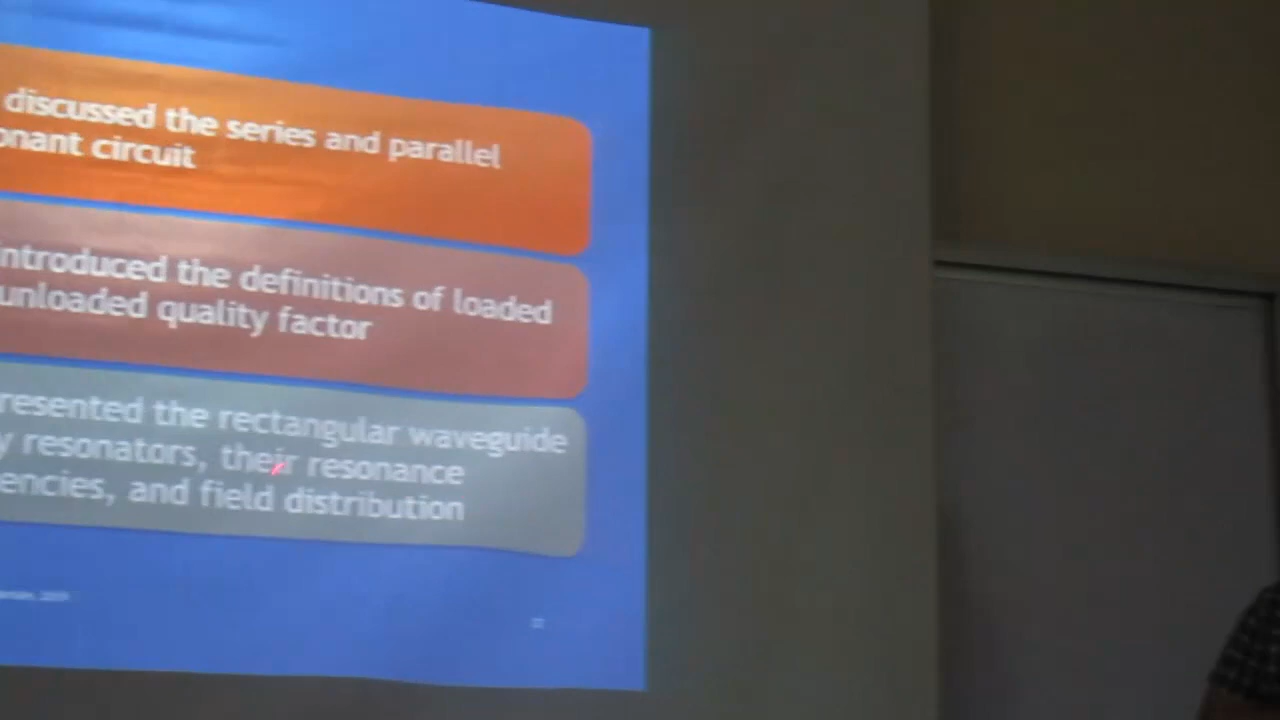 discussed the series and parallel
onant circuit
introduced the definitions of loaded
unloaded quality factor
resented the rectangular waveguide
y resonators, their resonance
encies, and field distribution